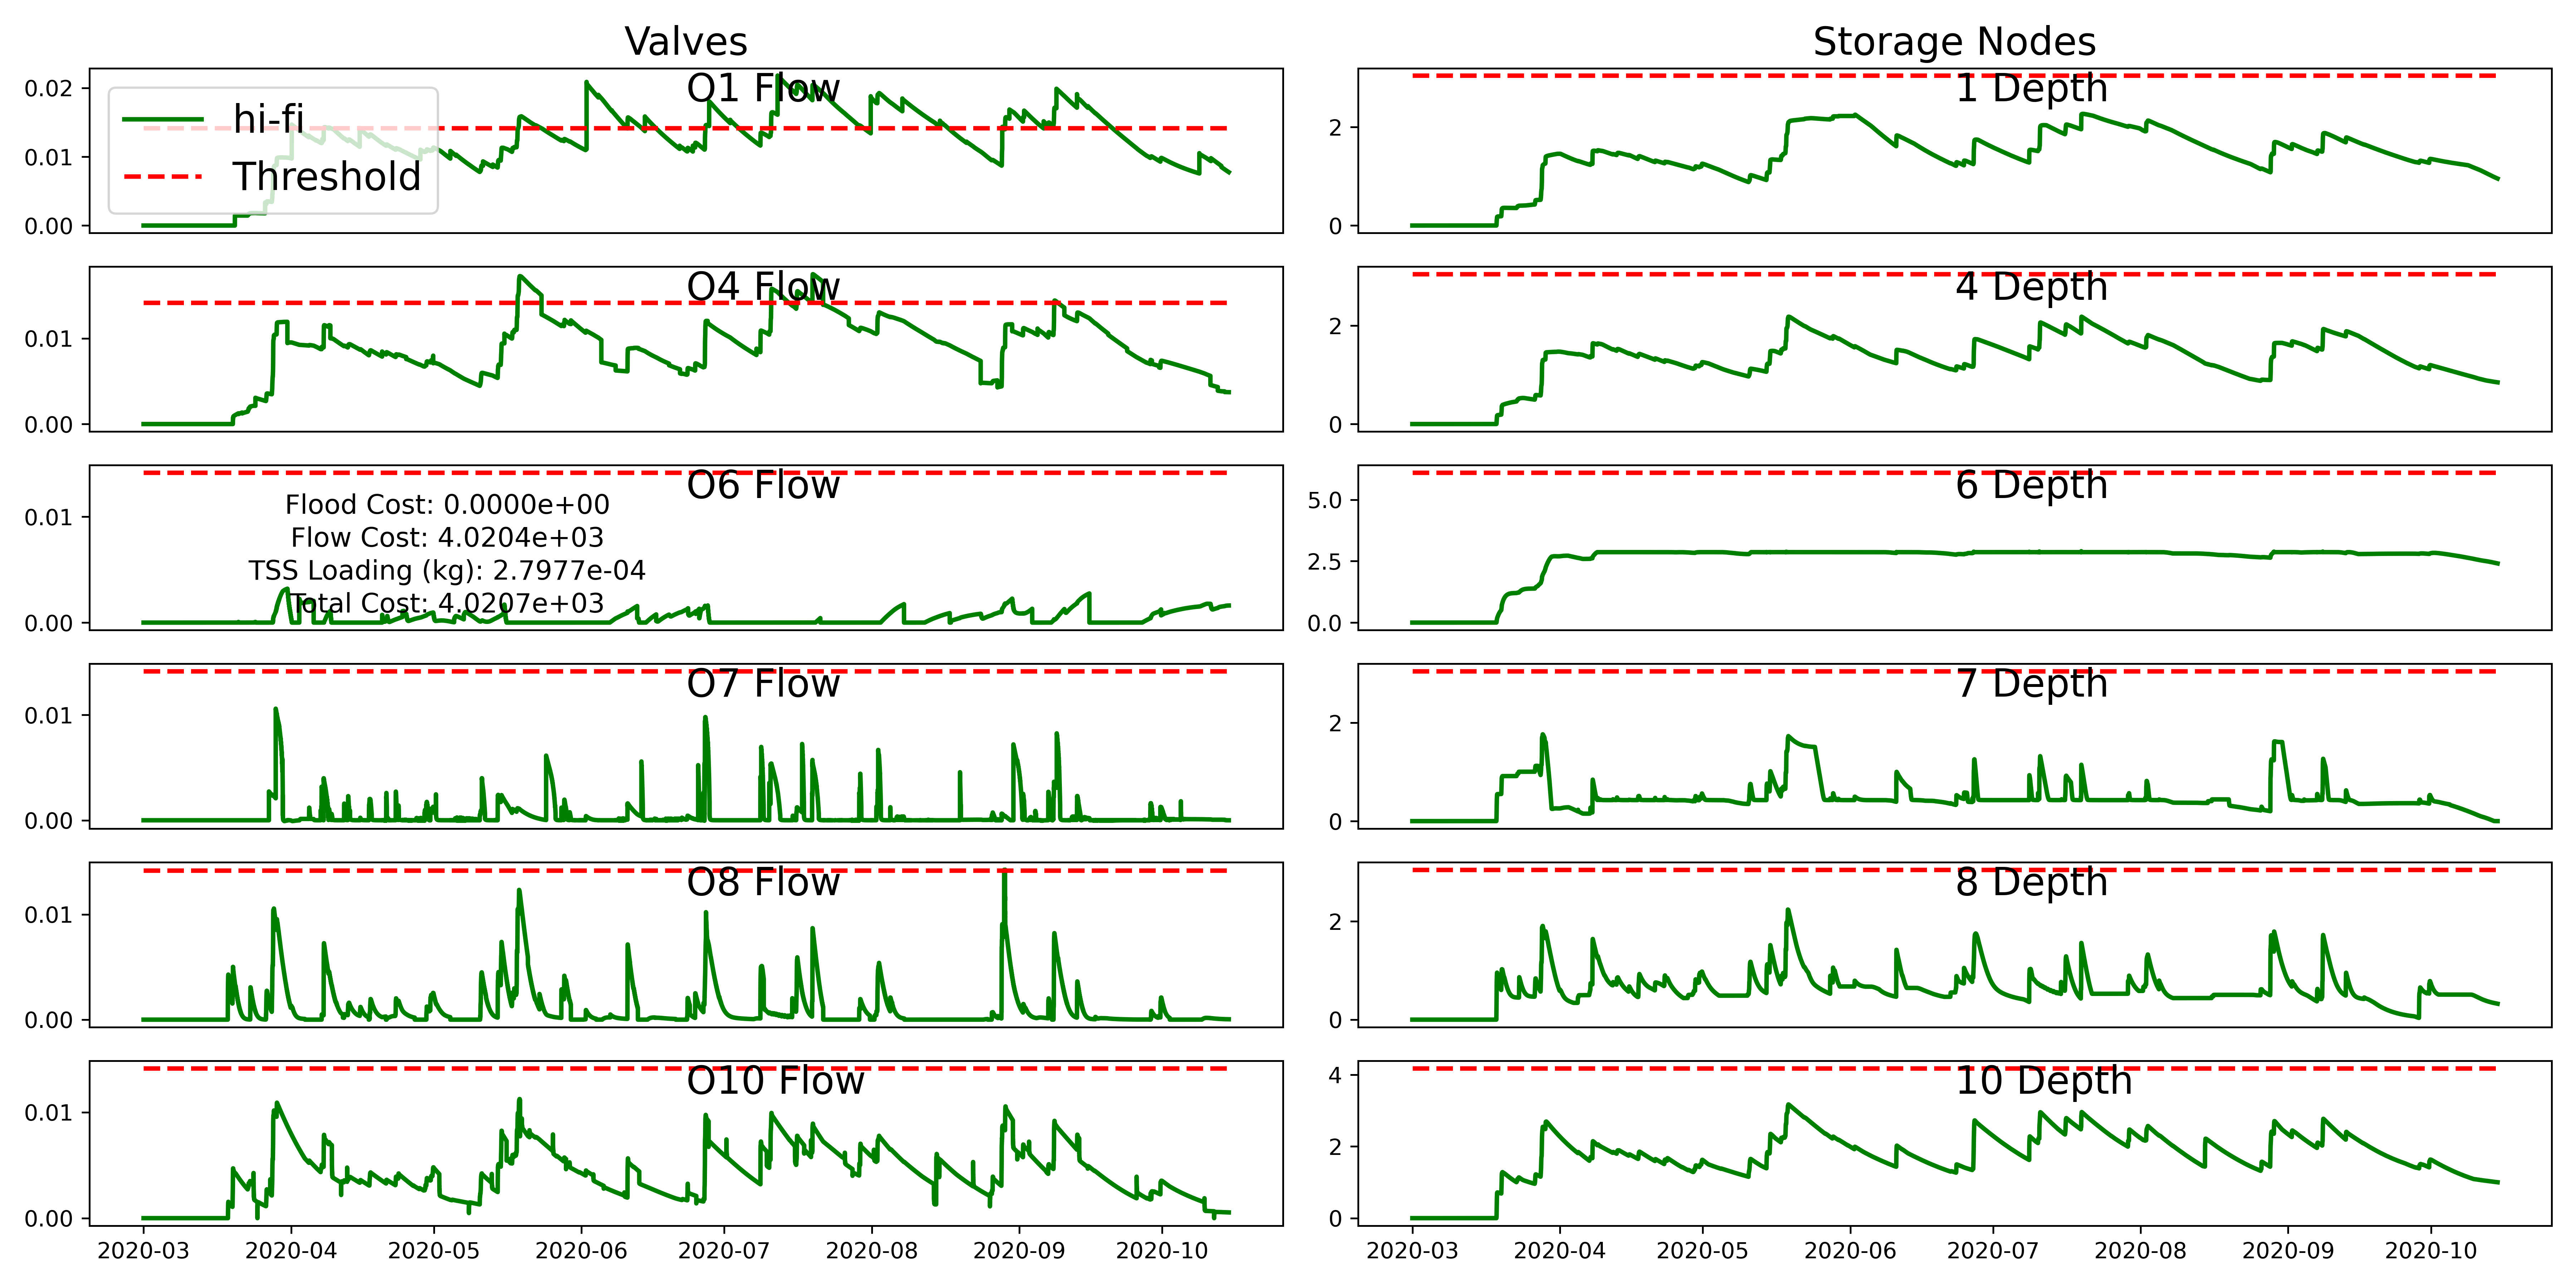 Valves
Storage Nodes
O1 Flow
hi-fi
Threshold
0.02
0.01
0.00
1 Depth
2
0
O4 Flow
0.01
0.00
4 Depth
2
0
O6 Flow
Flood Cost: 0.0000e+00
Flow Cost: 4.0204e+03
TSS Loading (kg): 2.7977e-04
Total Cost: 4.0207e+03
0.01
0.00
6 Depth
5.0
2.5
0.0
O7 Flow
0.01
0.00
7 Depth
2
0
O8 Flow
0.01
0.00
8 Depth
2
0
O10 Flow
0.01
0.00
10 Depth
4
2
0
2020-03 2020-04 2020-05 2020-06 2020-07 2020-08 2020-09 2020-10
2020-03 2020-04 2020-05 2020-06 2020-07 2020-08 2020-09 2020-10